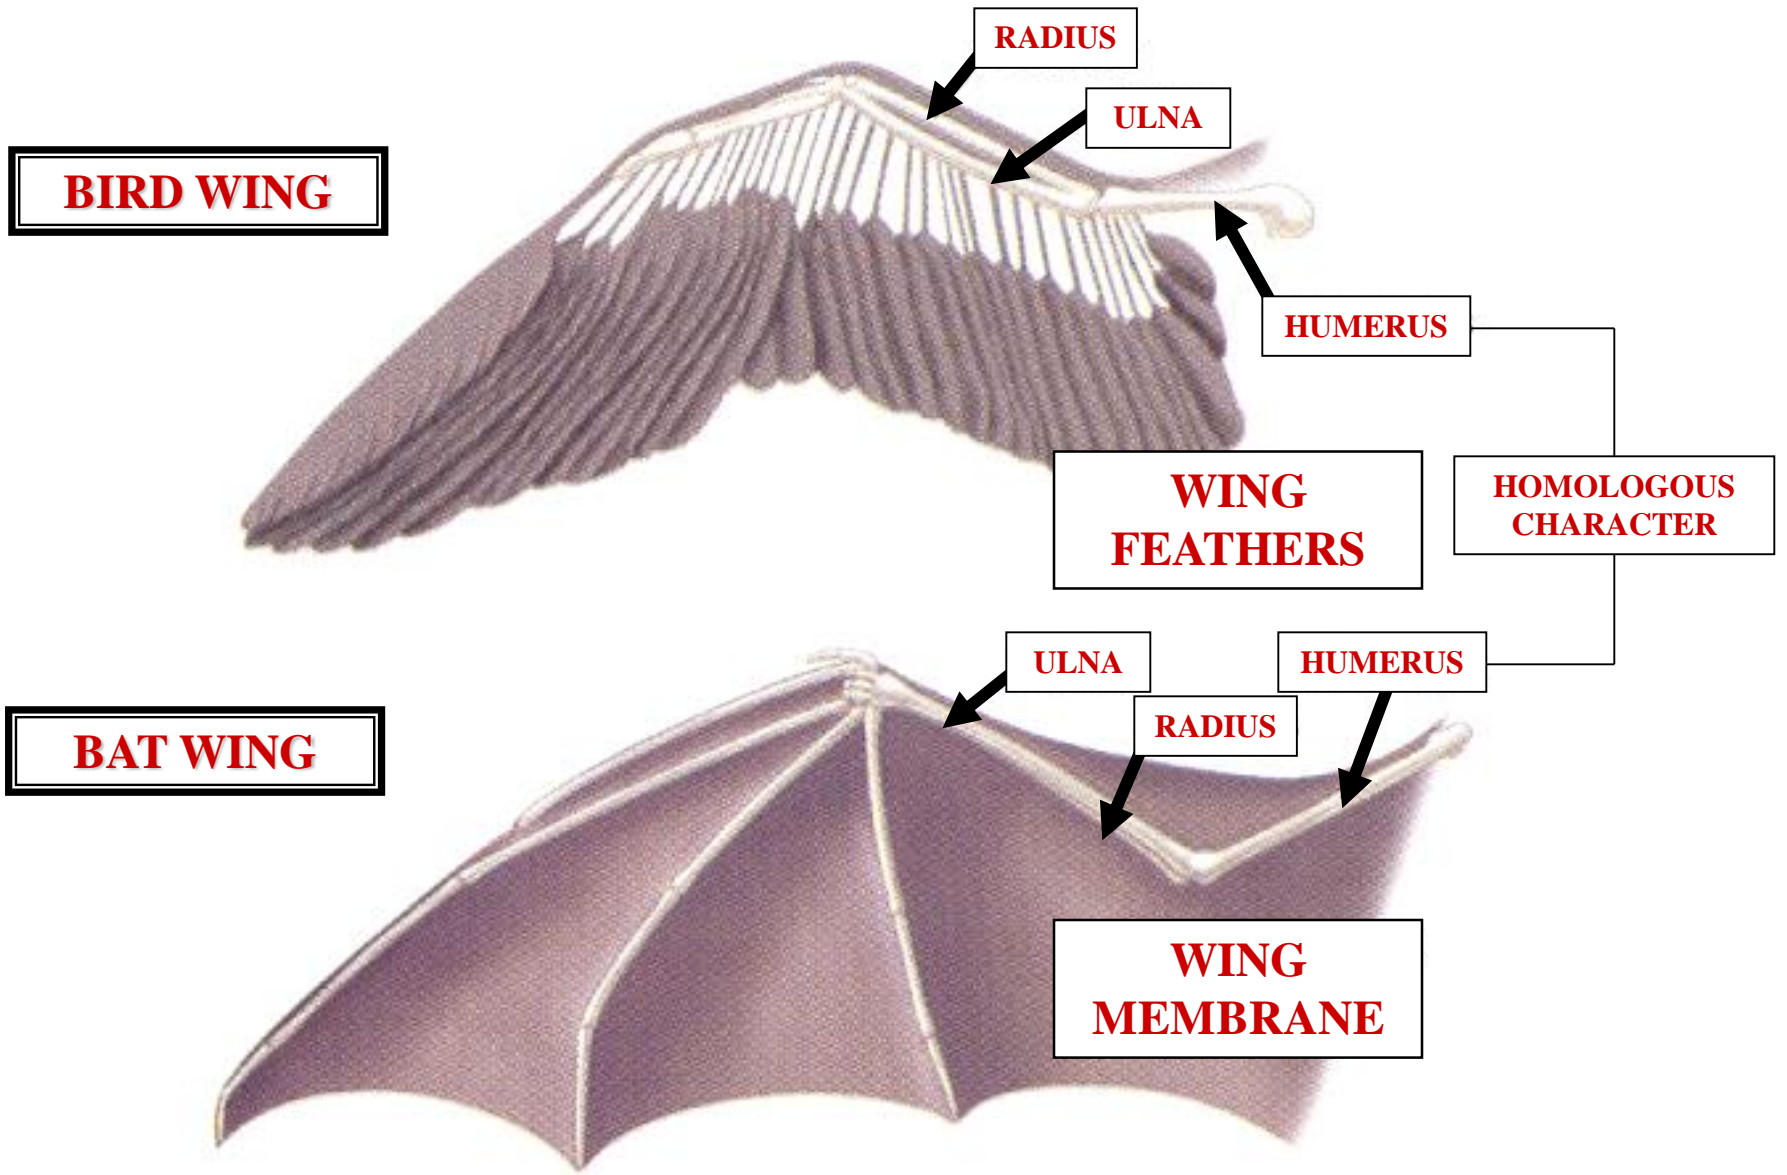 RADIUS
ULNA
BIRD WING
HUMERUS
WING
FEATHERS
HOMOLOGOUS
CHARACTER
ULNA
HUMERUS
RADIUS
BAT WING
WING
MEMBRANE